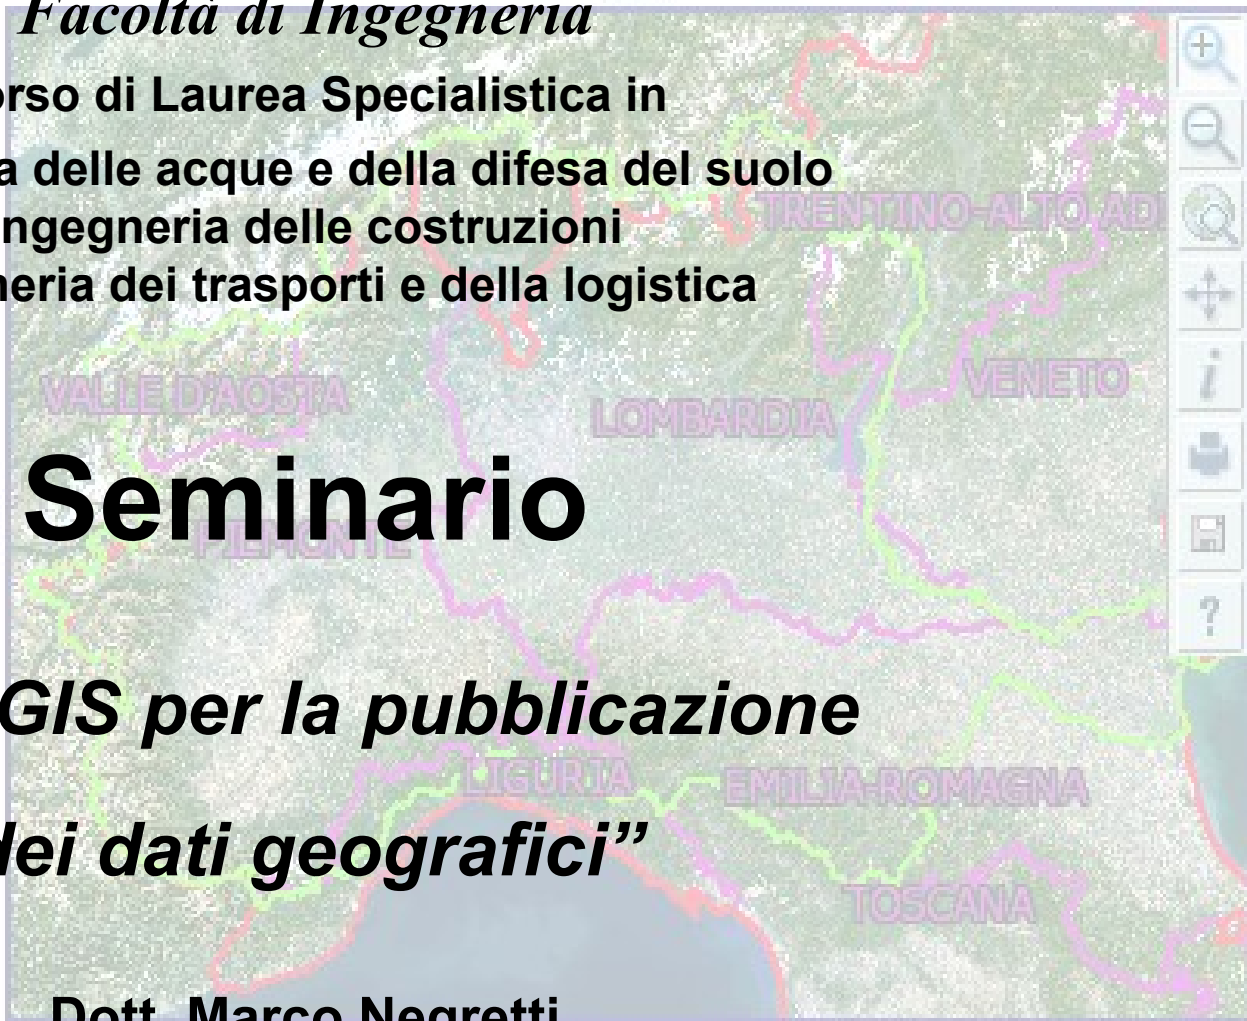 Facoltà di Ingegneria
orso di Laurea Specialistica in
a delle acque e della difesa del suolo
ngegneria delle costruzioni
neria dei trasporti e della logistica
TRENTINO-ALTO ADI
VALLE D'AOSTA
VENETO
LOMBARDIA
Seminario
PIEMONTE
GIS per la pubblicazione
LIGURIA
EMILIA-ROMAGNA
dei dati geografici”
TOSCANA
Dott. Marco Negretti